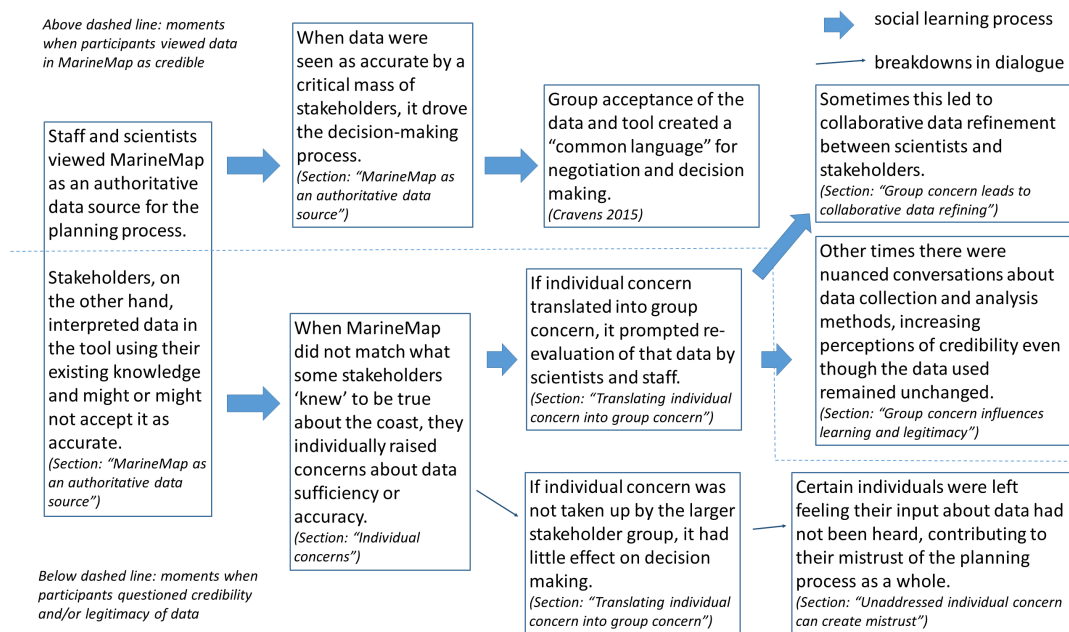 Above dashed line: moments
when participants viewed data
in MarineMap as credible
social learning process
breakdowns in dialogue
Staff and scientists
viewed MarineMap
as an authoritative
data source for the
planning process.
Stakeholders, on
the other hand,
interpreted data in
the tool using their
existing knowledge
and might or might
not accept it as
accurate.
(Section: “MarineMap as
an authoritative data
source”)
When data were
seen as accurate by a
critical mass of
stakeholders, it drove
the decision-making
process.
(Section: “MarineMap as
an authoritative data
source”)
Group acceptance of the
data and tool created a
“common language” for
negotiation and decision
making.
(Cravens 2015)
When MarineMap
did not match what
some stakeholders
‘knew’ to be true
about the coast, they
individually raised
concerns about data
sufficiency or
accuracy.
(Section: “Individual
concerns”)
If individual concern
translated into group
concern, it prompted re-
evaluation of that data by
scientists and staff.
(Section: “Translating individual
concern into group concern”)
Sometimes this led to
collaborative data refinement
between scientists and
stakeholders.
(Section: “Group concern leads to
collaborative data refining”)
Other times there were
nuanced conversations about
data collection and analysis
methods, increasing
perceptions of credibility even
though the data used
remained unchanged.
(Section: “Group concern influences
learning and legitimacy”)
If individual concern was
not taken up by the larger
stakeholder group, it had
little effect on decision
making.
(Section: “Translating individual
concern into group concern”)
Certain individuals were left
feeling their input about data had
not been heard, contributing to
their mistrust of the planning
process as a whole.
(Section: “Unaddressed individual concern
can create mistrust”)
Below dashed line: moments when
participants questioned credibility
and/or legitimacy of data